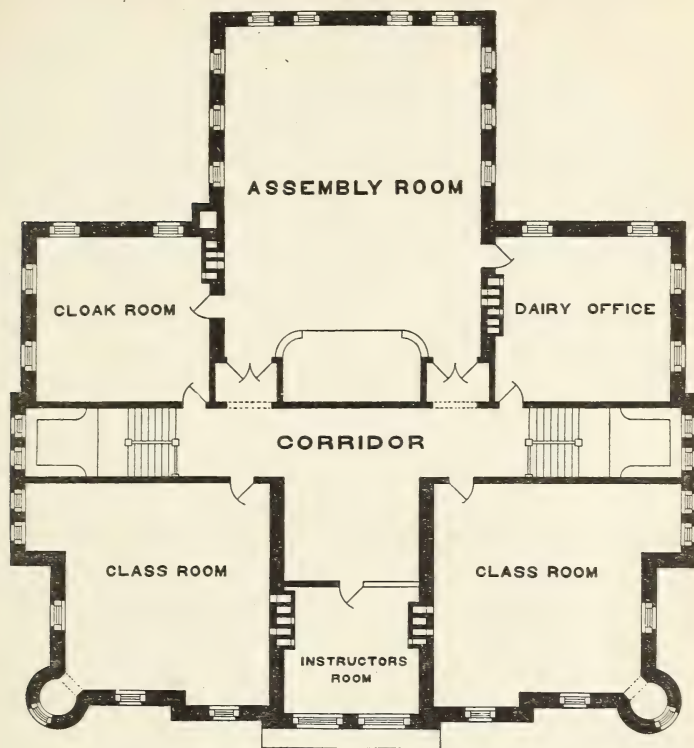 ASSEMBLY ROOM
CLOAK ROOM
DAIRY OFFICE
CORRIDOR
CLASS ROOM
CLASS ROOM
INSTRUCTORS
ROOM